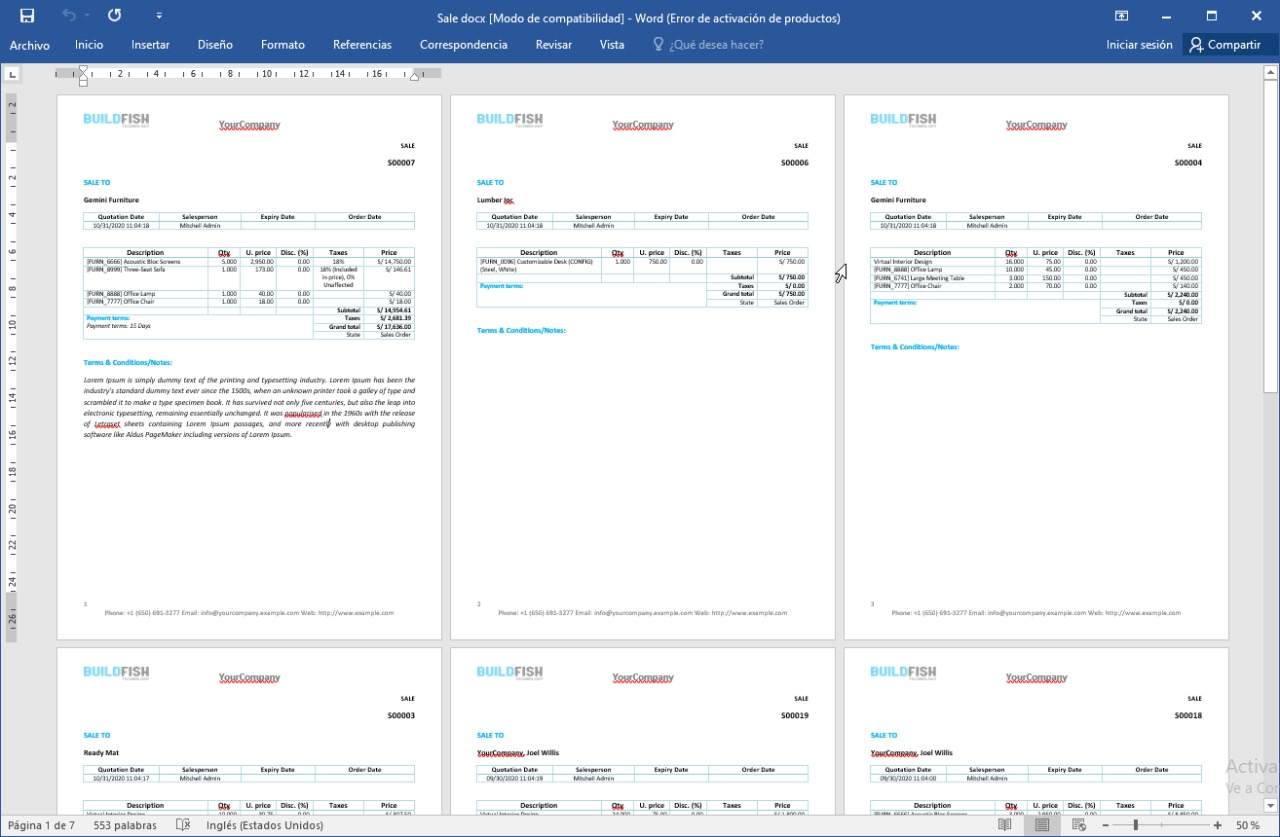 Sale docx [Modo de compatibilidad] - Word (Error de activación de productos)
Archivo Inicio Insertar Diseño Formato Referencias Correspondencia Revisar Vista ¿Qué desea hacer? Iniciar sesión Compartir
2 4 6 8 10 12 14 16
BUILDFISH
TECHNOLOGY
YourCompany
SALE
S00007
SALE TO
Gemini Furniture
Quotation Date Salesperson Expiry Date Order Date
10/31/2020 11:04:18 Mitchell Admin
Description Qty U. price Disc. (%) Taxes Price
[FURN_6666] Acoustic Bloc Screens 5.000 2,950.00 0.00 18% S/ 14,750.00
[FURN_8999] Three-Seat Sofa 1.000 173.00 0.00 18% (Included in price), 0% Unaffected S/ 146.61
[FURN_8888] Office Lamp 1.000 40.00 0.00 S/ 40.00
[FURN_7777] Office Chair 1.000 18.00 0.00 S/ 18.00
Subtotal S/ 14,954.61
Payment terms: Taxes S/ 2,681.39
Payment terms: 15 Days Grand total S/ 17,636.00
State Sales Order
Terms & Conditions/Notes:
Lorem Ipsum is simply dummy text of the printing and typesetting industry. Lorem Ipsum has been the
industry's standard dummy text ever since the 1500s, when an unknown printer took a galley of type and
scrambled it to make a type specimen book. It has survived not only five centuries, but also the leap into
electronic typesetting, remaining essentially unchanged. It was popularised in the 1960s with the release
of Letraset sheets containing Lorem Ipsum passages, and more recently with desktop publishing
software like Aldus PageMaker including versions of Lorem Ipsum.
1
Phone: +1 (650) 691-3277 Email: info@yourcompany.example.com Web: http://www.example.com
BUILDFISH
TECHNOLOGY
YourCompany
SALE
S00006
SALE TO
Lumber Inc
Quotation Date Salesperson Expiry Date Order Date
10/31/2020 11:04:18 Mitchell Admin
Description Qty U. price Disc. (%) Taxes Price
[FURN_0096] Customizable Desk (CONFIG) 1.000 750.00 0.00 S/ 750.00
(Steel, White)
Subtotal S/ 750.00
Payment terms: Taxes S/ 0.00
Grand total S/ 750.00
State Sales Order
Terms & Conditions/Notes:
2
Phone: +1 (650) 691-3277 Email: info@yourcompany.example.com Web: http://www.example.com
BUILDFISH
TECHNOLOGY
YourCompany
SALE
S00004
SALE TO
Gemini Furniture
Quotation Date Salesperson Expiry Date Order Date
10/31/2020 11:04:18 Mitchell Admin
Description Qty U. price Disc. (%) Taxes Price
Virtual Interior Design 16.000 75.00 0.00 S/ 1,200.00
[FURN_8888] Office Lamp 10.000 45.00 0.00 S/ 450.00
[FURN_6741] Large Meeting Table 3.000 150.00 0.00 S/ 450.00
[FURN_7777] Office Chair 2.000 70.00 0.00 S/ 140.00
Subtotal S/ 2,240.00
Payment terms: Taxes S/ 0.00
Grand total S/ 2,240.00
State Sales Order
Terms & Conditions/Notes:
3
Phone: +1 (650) 691-3277 Email: info@yourcompany.example.com Web: http://www.example.com
BUILDFISH
TECHNOLOGY
YourCompany
SALE
S00003
SALE TO
Ready Mat
Quotation Date Salesperson Expiry Date Order Date
10/31/2020 11:04:17 Mitchell Admin
Description Qty U. price Disc. (%) Taxes Price
BUILDFISH
TECHNOLOGY
YourCompany
SALE
S00019
SALE TO
YourCompany, Joel Willis
Quotation Date Salesperson Expiry Date Order Date
09/30/2020 11:04:19 Mitchell Admin
Description Qty U. price Disc. (%) Taxes Price
BUILDFISH
TECHNOLOGY
YourCompany
SALE
S00018
SALE TO
YourCompany, Joel Willis
Quotation Date Salesperson Expiry Date Order Date
09/30/2020 11:04:00 Mitchell Admin
Description Qty U. price Disc. (%) Taxes Price
2 2 4 6 8 10 12 14 16 18 20 22 24 26
Activa
Ve a Con
Página 1 de 7 553 palabras Inglés (Estados Unidos) 50 %